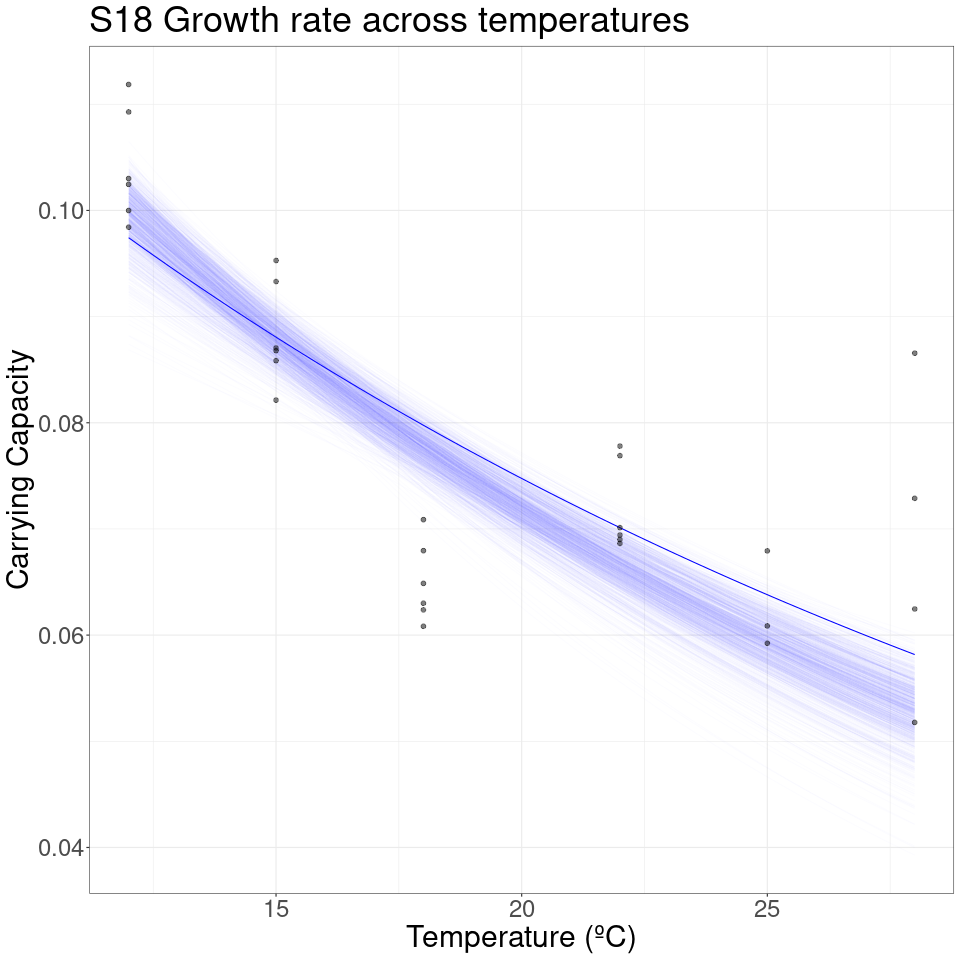 S18 Growth rate across temperatures
Carrying Capacity
0.10
0.08
0.06
0.04
15 20 25
Temperature (ºC)